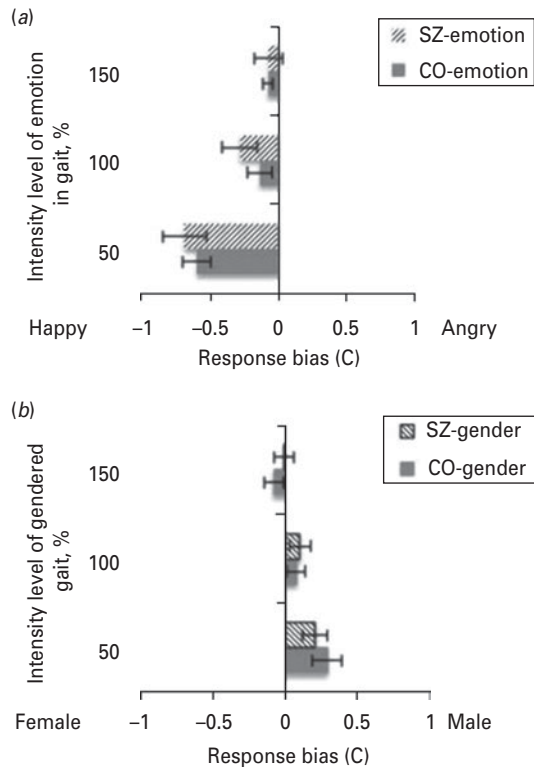 (a)
SZ-emotion
CO-emotion
Intensity level of emotion
in gait, %
150
100
50
−1
−0.5
0
0.5
1
Happy
Angry
Response bias (C)
(b)
SZ-gender
CO-gender
Intensity level of gendered
gait, %
150
100
50
−1
−0.5
0
0.5
1
Female
Male
Response bias (C)